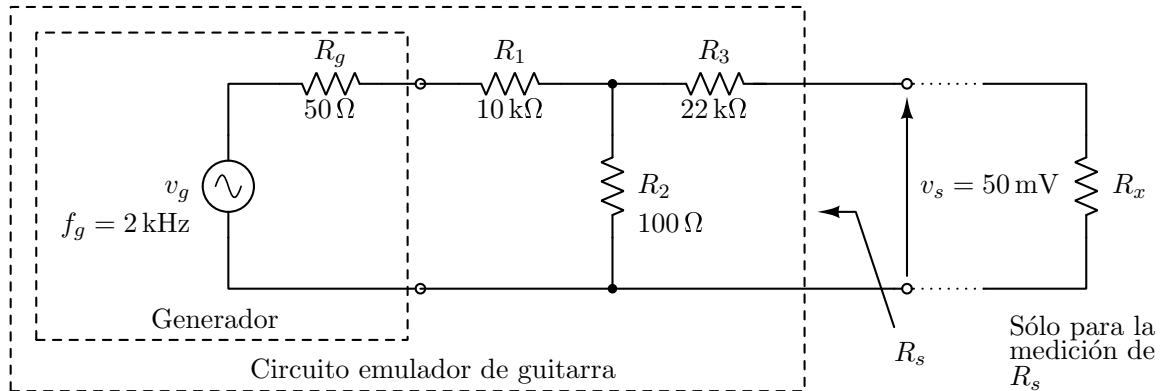 R_g
R_1
R_3
50 Ω
10 kΩ
22 kΩ
v_g
f_g = 2 kHz
R_2
100 Ω
v_s = 50 mV
R_x
Generador
Circuito emulador de guitarra
R_s
Sólo para la
medición de
R_s